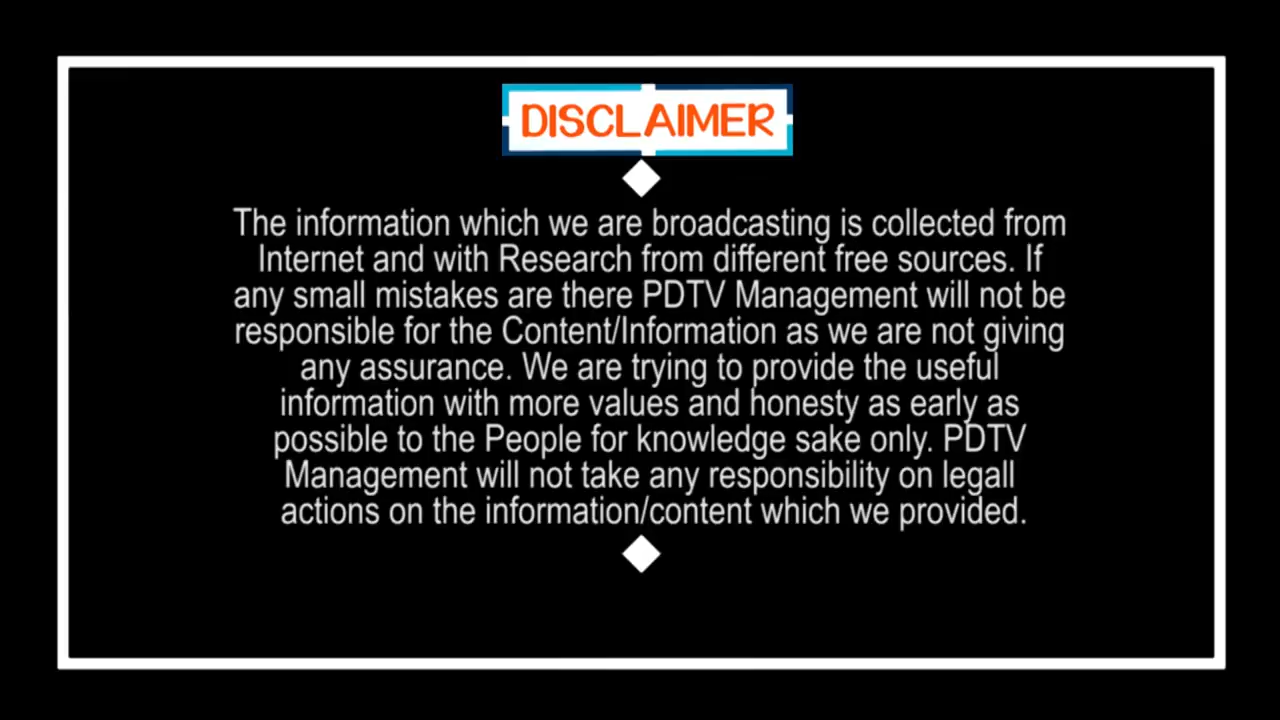 DISCLAIMER
The information which we are broadcasting is collected from
Internet and with Research from different free sources. If
any small mistakes are there PDTV Management will not be
responsible for the Content/Information as we are not giving
any assurance. We are trying to provide the useful
information with more values and honesty as early as
possible to the People for knowledge sake only. PDTV
Management will not take any responsibility on legall
actions on the information/content which we provided.